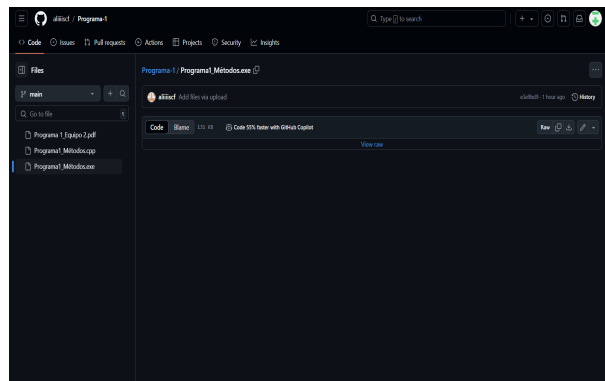 aliiiscf / Programa-1
Type / to search
Code Issues Pull requests Actions Projects Security Insights
Files
main
Go to file t
Programa 1_Equipo 2.pdf
Programa1_Métodos.cpp
Programa1_Métodos.exe
Programa-1 / Programa1_Métodos.exe
aliiiscf Add files via upload
1 hour ago History
Code Blame 131 KB Code 55% faster with GitHub Copilot
Raw
View raw